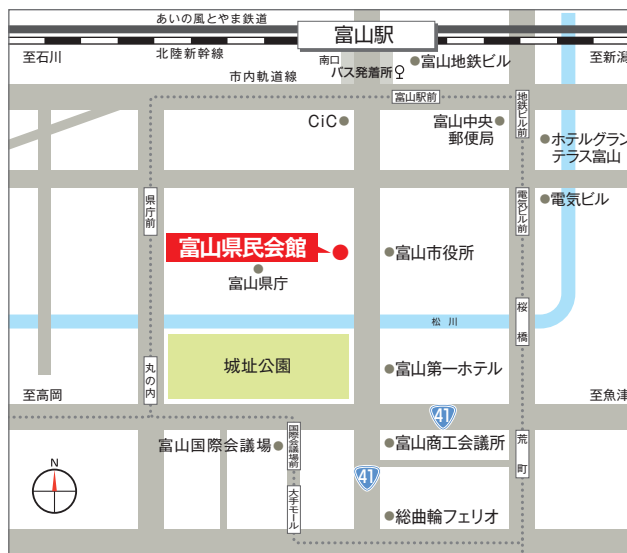 あいの風とやま鉄道
富山駅
至石川
北陸新幹線
南口
バス発着所
富山地鉄ビル
至新潟
市内軌道線
富山駅前
地鉄ビル前
CiC
富山中央
郵便局
ホテルグラン
テラス富山
県庁前
電気ビル前
電気ビル
富山県民会館
富山市役所
富山県庁
松川
桜橋
丸の内
城址公園
富山第一ホテル
至高岡
至魚津
41
国際会議場前
富山国際会議場
富山商工会議所
荒町
N
41
大手モール
総曲輪フェリオ